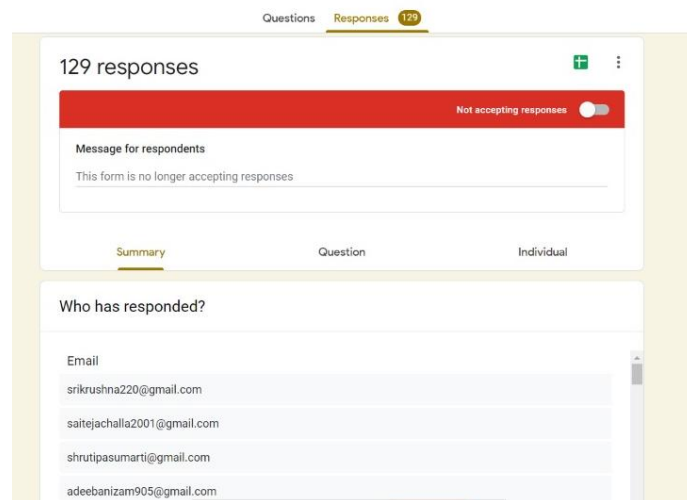 Questions Responses 129
129 responses
Not accepting responses
Message for respondents
This form is no longer accepting responses
Summary Question Individual
Who has responded?
Email
srikrushna220@gmail.com
saitejachalla2001@gmail.com
shrutipasumarti@gmail.com
adeebanizam905@gmail.com